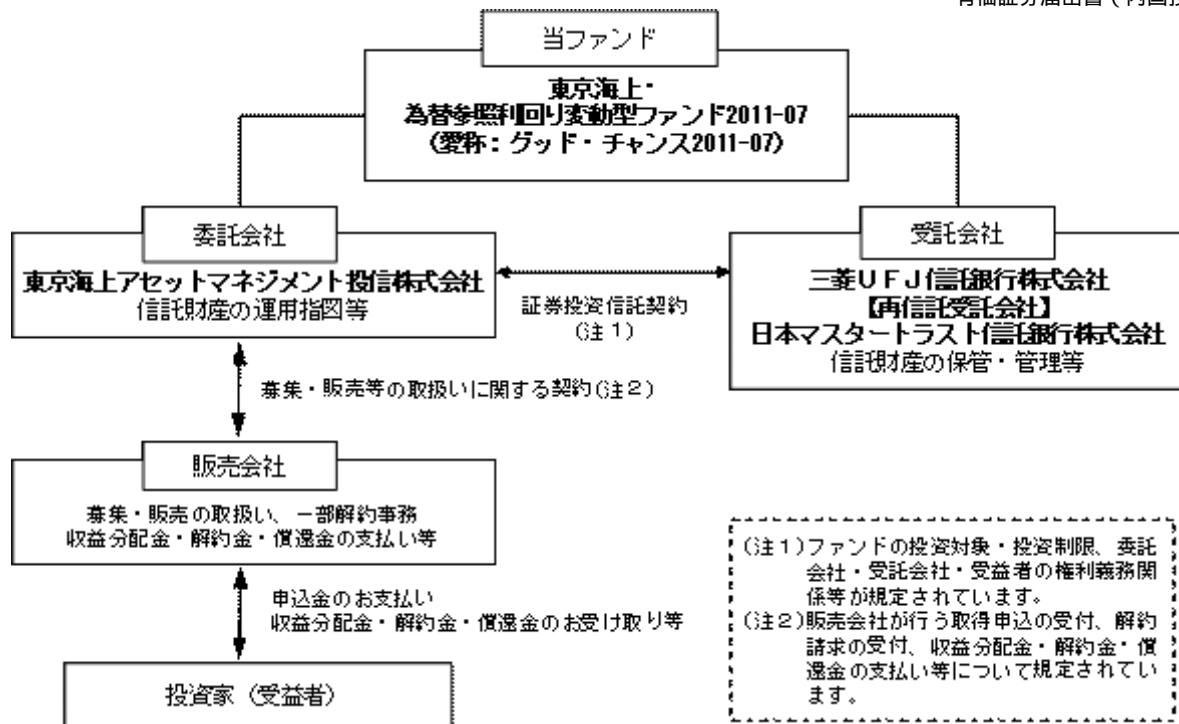 有価証券届出書（内国投
当ファンド
東京海上・
為替参照利回り変動型ファンド2011-07
(愛称：グッド・チャンス2011-07)
委託会社
東京海上アセットマネジメント投信株式会社
信託財産の運用指図等
証券投資信託契約
(注１)
受託会社
三菱ＵＦＪ信託銀行株式会社
【再信託受託会社】
日本マスタートラスト信託銀行株式会社
信託財産の保管・管理等
募集・販売等の取扱いに関する契約(注２)
販売会社
募集・販売の取扱い、一部解約事務
収益分配金・解約金・償還金の支払い等
申込金のお支払い
収益分配金・解約金・償還金のお受け取り等
投資家（受益者）
(注１)ファンドの投資対象・投資制限、委託
会社・受託会社・受益者の権利義務関
係等が規定されています。
(注２)販売会社が行う取得申込の受付、解約
請求の受付、収益分配金・解約金・償
還金の支払い等について規定されてい
ます。